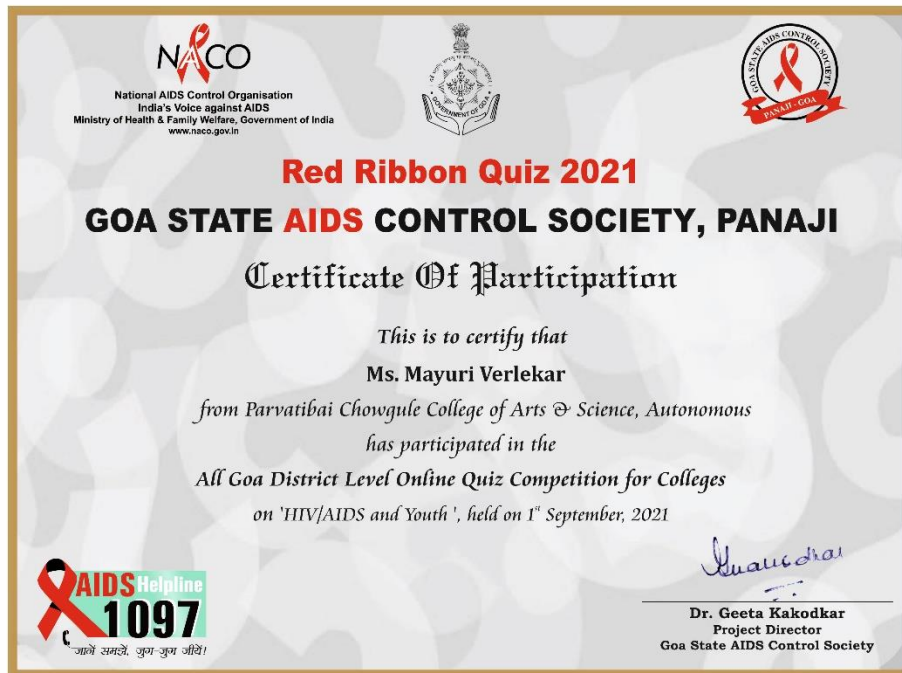 NACO
National AIDS Control Organisation
India's Voice against AIDS
Ministry of Health & Family Welfare, Government of India
www.naco.gov.in
GOVERNMENT OF GOA
GOA STATE AIDS CONTROL SOCIETY
PANAJI - GOA
Red Ribbon Quiz 2021
GOA STATE AIDS CONTROL SOCIETY, PANAJI
Certificate Of Participation
This is to certify that
Ms. Mayuri Verlekar
from Parvatibai Chowgule College of Arts & Science, Autonomous
has participated in the
All Goa District Level Online Quiz Competition for Colleges
on 'HIV/AIDS and Youth ', held on 1st September, 2021
AIDS Helpline
1097
जानें समझें, जुग-जुग जीयें!
Dr. Geeta Kakodkar
Project Director
Goa State AIDS Control Society